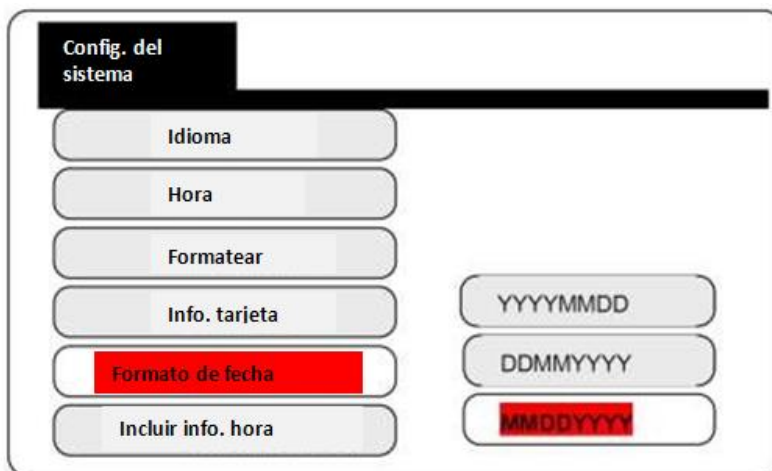 Config. del
sistema
Idioma
Hora
Formatear
Info. tarjeta
YYYYMMDD
Formato de fecha
DDMMYYYY
Incluir info. hora
MMDDYYYY